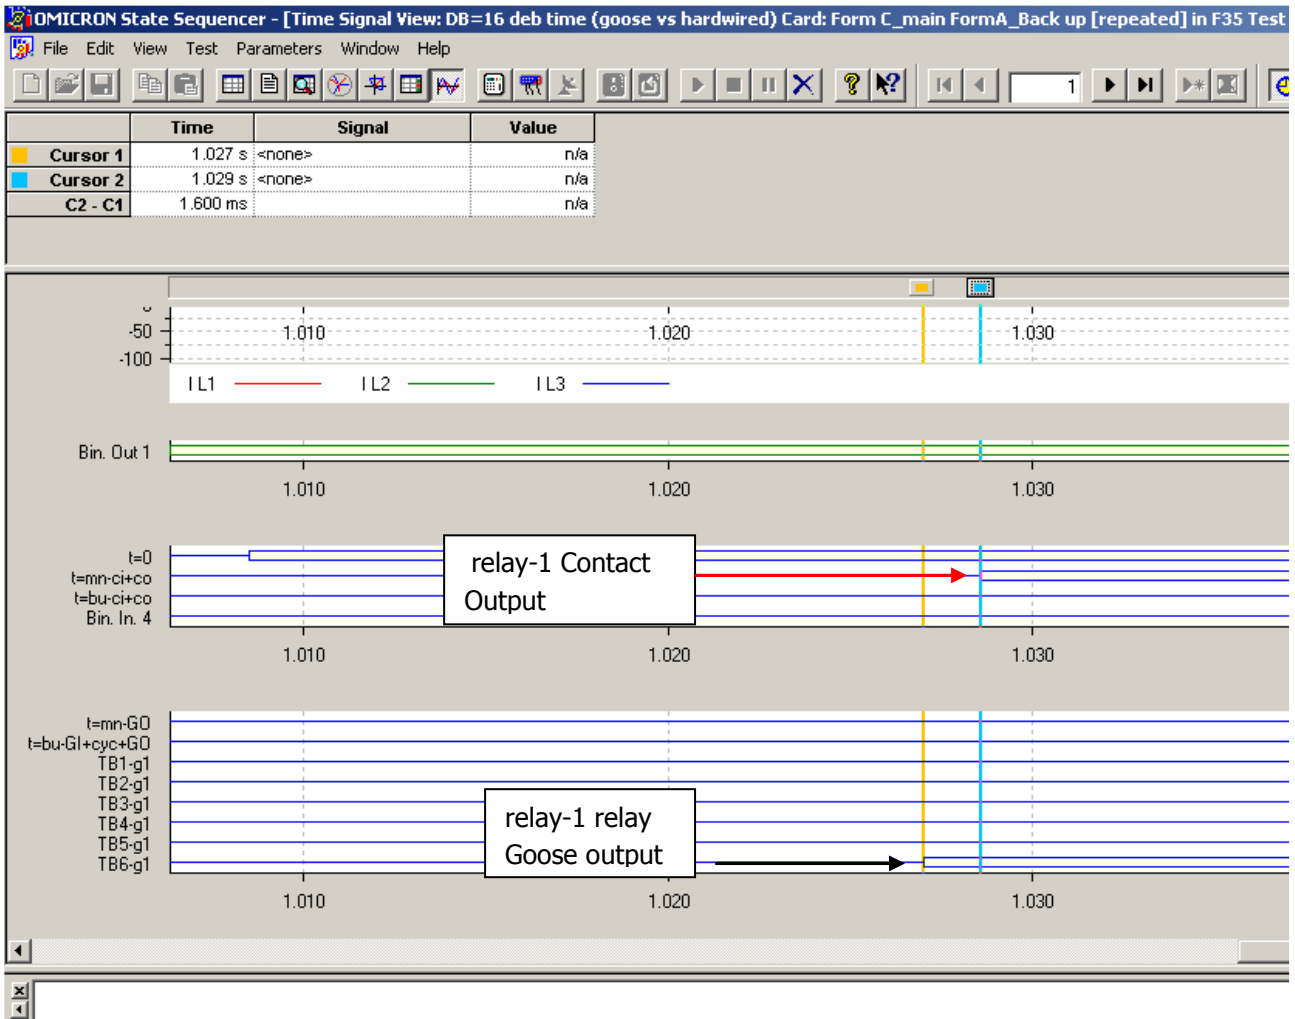 OMICRON State Sequencer - [Time Signal View: DB=16 deb time (goose vs hardwired) Card: Form C_main FormA_Back up [repeated] in F35 Test
File Edit View Test Parameters Window Help
1
Time Signal Value
Cursor 1 1.027 s <none> n/a
Cursor 2 1.029 s <none> n/a
C2 - C1 1.600 ms n/a
-50 1.010 1.020 1.030
-100
I L1 I L2 I L3
Bin. Out 1
1.010 1.020 1.030
t=0
t=mn-ci+co
t=bu-ci+co
Bin. In. 4
relay-1 Contact
Output
1.010 1.020 1.030
t=mn-GO
t=bu-GI+cyc+GO
TB1-g1
TB2-g1
TB3-g1
TB4-g1
TB5-g1
TB6-g1
relay-1 relay
Goose output
1.010 1.020 1.030